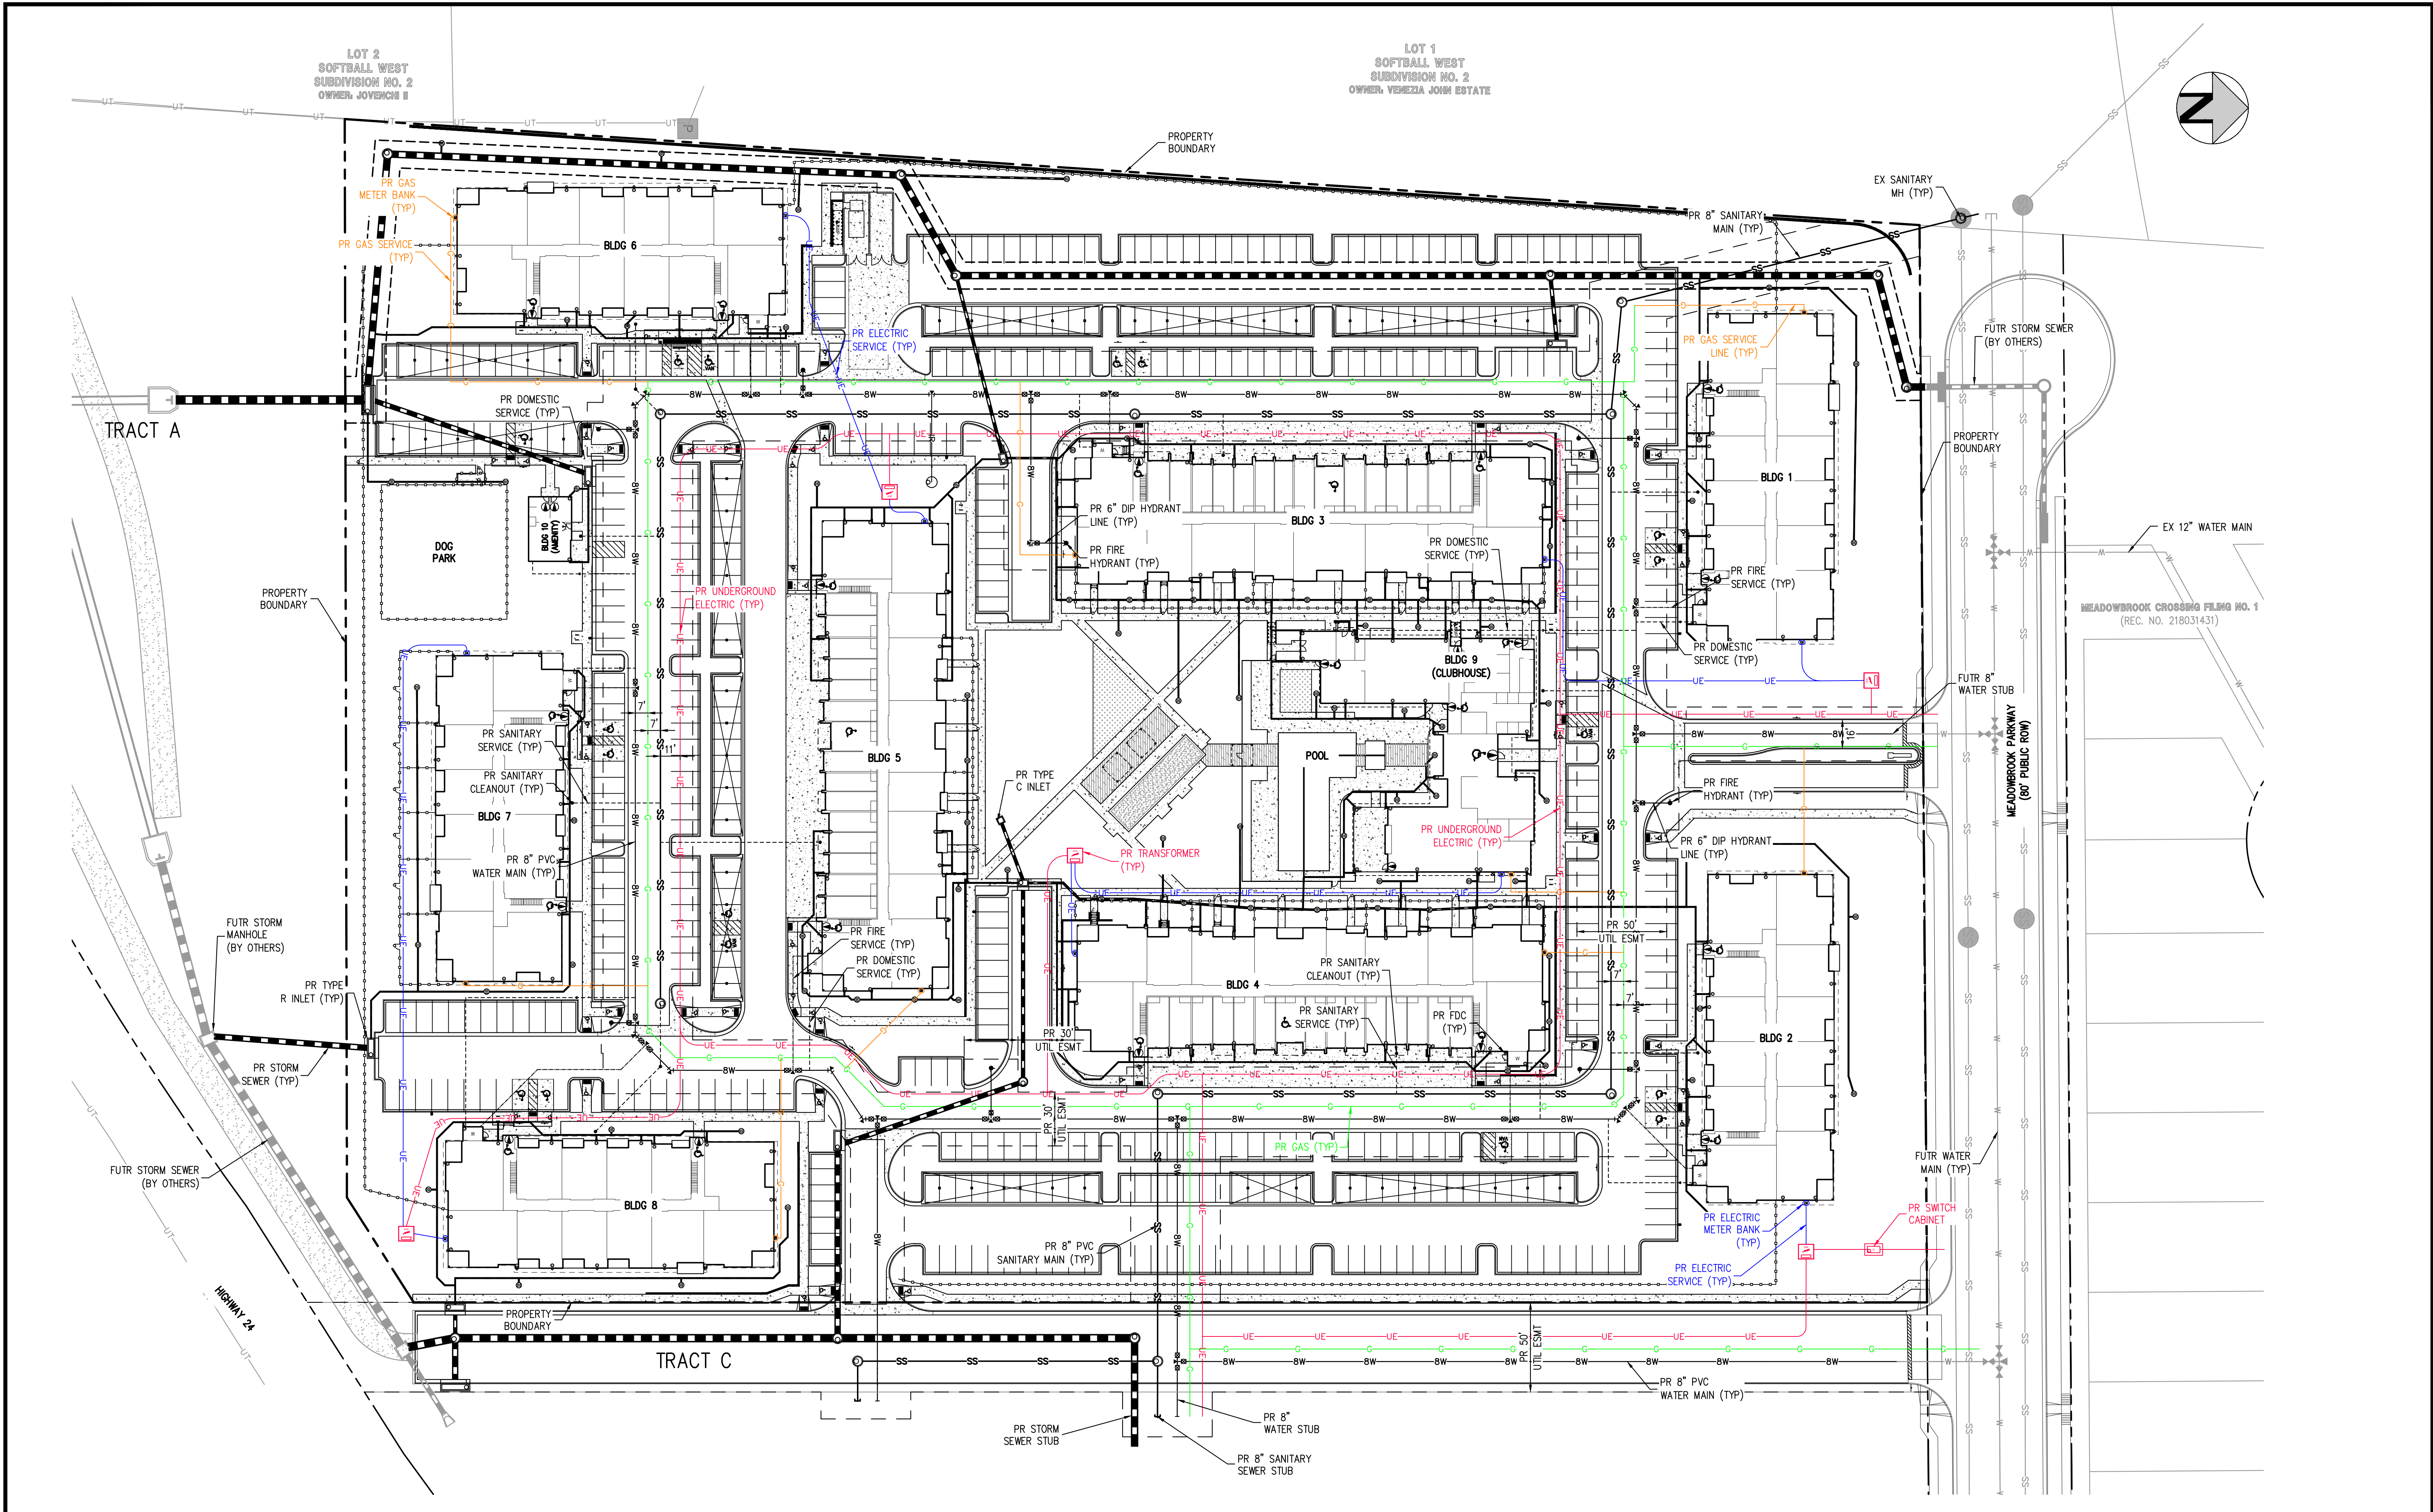 LOT 2
SOFTBALL WEST
SUBDIVISION NO. 2
OWNER: JOVENCHI II
LOT 1
SOFTBALL WEST
SUBDIVISION NO. 2
OWNER: VENEZIA JOHN ESTATE
N
PROPERTY
BOUNDARY
EX SANITARY
MH (TYP)
PR 8" SANITARY
MAIN (TYP)
PR GAS
METER BANK
(TYP)
PR GAS SERVICE
(TYP)
BLDG 6
PR ELECTRIC
SERVICE (TYP)
PR GAS SERVICE
LINE (TYP)
FUTR STORM SEWER
(BY OTHERS)
TRACT A
PR DOMESTIC
SERVICE (TYP)
PROPERTY
BOUNDARY
BLDG 1
BLDG 10
(AMENITY)
DOG
PARK
PR 6" DIP HYDRANT
LINE (TYP)
BLDG 3
PR FIRE
HYDRANT (TYP)
PR DOMESTIC
SERVICE (TYP)
EX 12" WATER MAIN
PR FIRE
SERVICE (TYP)
PROPERTY
BOUNDARY
PR UNDERGROUND
ELECTRIC (TYP)
MEADOWBROOK CROSSING FILING NO. 1
(REC. NO. 218031431)
PR DOMESTIC
SERVICE (TYP)
BLDG 9
(CLUBHOUSE)
FUTR 8"
WATER STUB
7'
7'
11'
16'
PR SANITARY
SERVICE (TYP)
PR SANITARY
CLEANOUT (TYP)
BLDG 5
POOL
MEADOWBROOK PARKWAY
(80' PUBLIC ROW)
PR TYPE
C INLET
PR FIRE
HYDRANT (TYP)
BLDG 7
PR UNDERGROUND
ELECTRIC (TYP)
PR 6" DIP HYDRANT
LINE (TYP)
PR 8" PVC
WATER MAIN (TYP)
PR TRANSFORMER
(TYP)
FUTR STORM
MANHOLE
(BY OTHERS)
PR FIRE
SERVICE (TYP)
PR DOMESTIC
SERVICE (TYP)
PR 50'
UTIL ESMT
PR SANITARY
CLEANOUT (TYP)
7'
7'
PR TYPE
R INLET (TYP)
BLDG 4
PR SANITARY
SERVICE (TYP)
PR FDC
(TYP)
PR 30'
UTIL ESMT
BLDG 2
PR STORM
SEWER (TYP)
PR 30'
UTIL ESMT
PR GAS (TYP)
FUTR STORM SEWER
(BY OTHERS)
FUTR WATER
MAIN (TYP)
BLDG 8
PR ELECTRIC
METER BANK
(TYP)
PR SWITCH
CABINET
PR 8" PVC
SANITARY MAIN (TYP)
PR ELECTRIC
SERVICE (TYP)
HIGHWAY 24
PROPERTY
BOUNDARY
PR 50'
UTIL ESMT
TRACT C
PR 8" PVC
WATER MAIN (TYP)
PR STORM
SEWER STUB
PR 8"
WATER STUB
PR 8" SANITARY
SEWER STUB